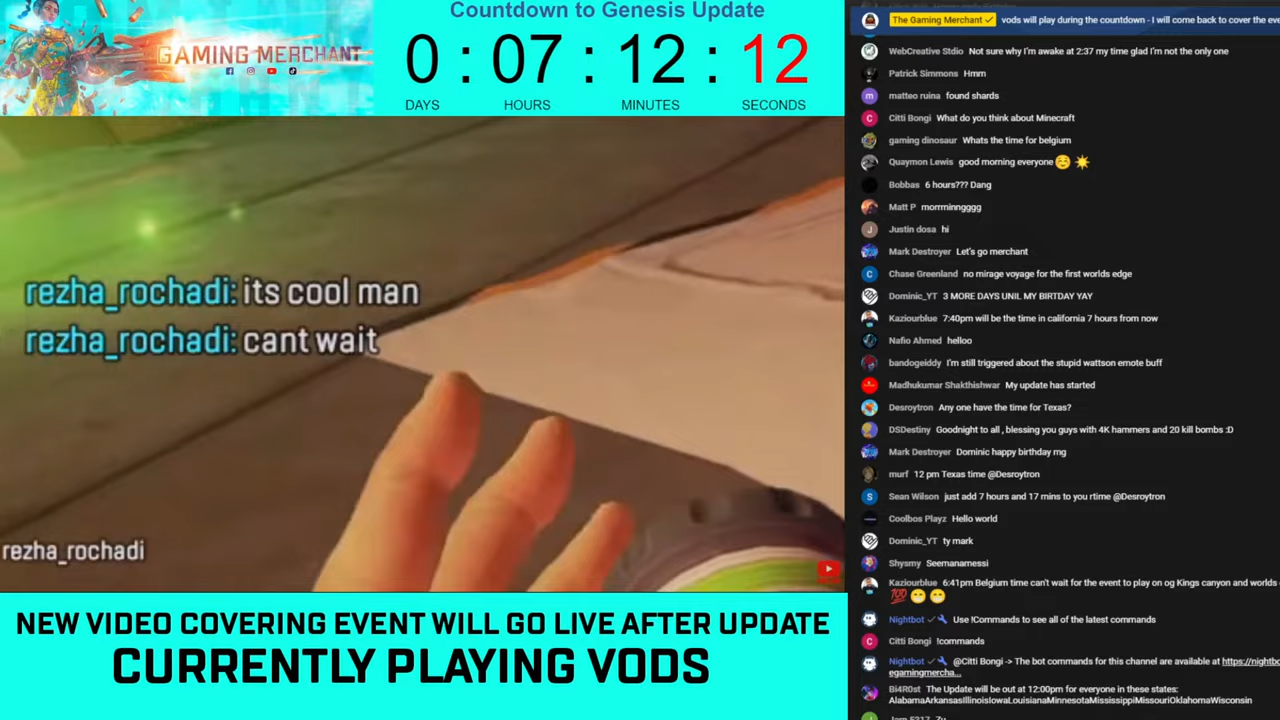 Countdown to Genesis Update
GAMING MERCHANT
0 : 07 : 12 : 12
DAYS HOURS MINUTES SECONDS
rezha_rochadi: its cool man
rezha_rochadi: cant wait
rezha_rochadi
NEW VIDEO COVERING EVENT WILL GO LIVE AFTER UPDATE
CURRENTLY PLAYING VODS
The Gaming Merchant vods will play during the countdown - I will come back to cover the eve
WebCreative Stdio Not sure why I'm awake at 2:37 my time glad I'm not the only one
Patrick Simmons Hmm
matteo ruina found shards
Citti Bongi What do you think about Minecraft
gaming dinosaur Whats the time for belgium
Quaymon Lewis good morning everyone☺️ ☀️
Bobbas 6 hours??? Dang
Matt P morrminngggg
Justin dosa hi
Mark Destroyer Let's go merchant
Chase Greenland no mirage voyage for the first worlds edge
Dominic_YT 3 MORE DAYS UNIL MY BIRTDAY YAY
Kaziourblue 7:40pm will be the time in california 7 hours from now
Nafio Ahmed helloo
bandogeiddy I'm still triggered about the stupid wattson emote buff
Madhukumar Shakthishwar My update has started
Desroytron Any one have the time for Texas?
DSDestiny Goodnight to all , blessing you guys with 4K hammers and 20 kill bombs :D
Mark Destroyer Dominic happy birthday mg
murf 12 pm Texas time @Desroytron
Sean Wilson just add 7 hours and 17 mins to you rtime @Desroytron
Coolbos Playz Hello world
Dominic_YT ty mark
Shysmy Seemanamessi
Kaziourblue 6:41pm Belgium time can't wait for the event to play on og Kings canyon and worlds
💯 😁 😁
Nightbot Use !Commands to see all of the latest commands
Citti Bongi !commands
Nightbot @Citti Bongi -> The bot commands for this channel are available at https://nightbo
egamingmercha...
Bi4R0st The Update will be out at 12:00pm for everyone in these states:
AlabamaArkansasIllinoisIowaLouisianaMinnesotaMississippiMissouriOklahomaWisconsin